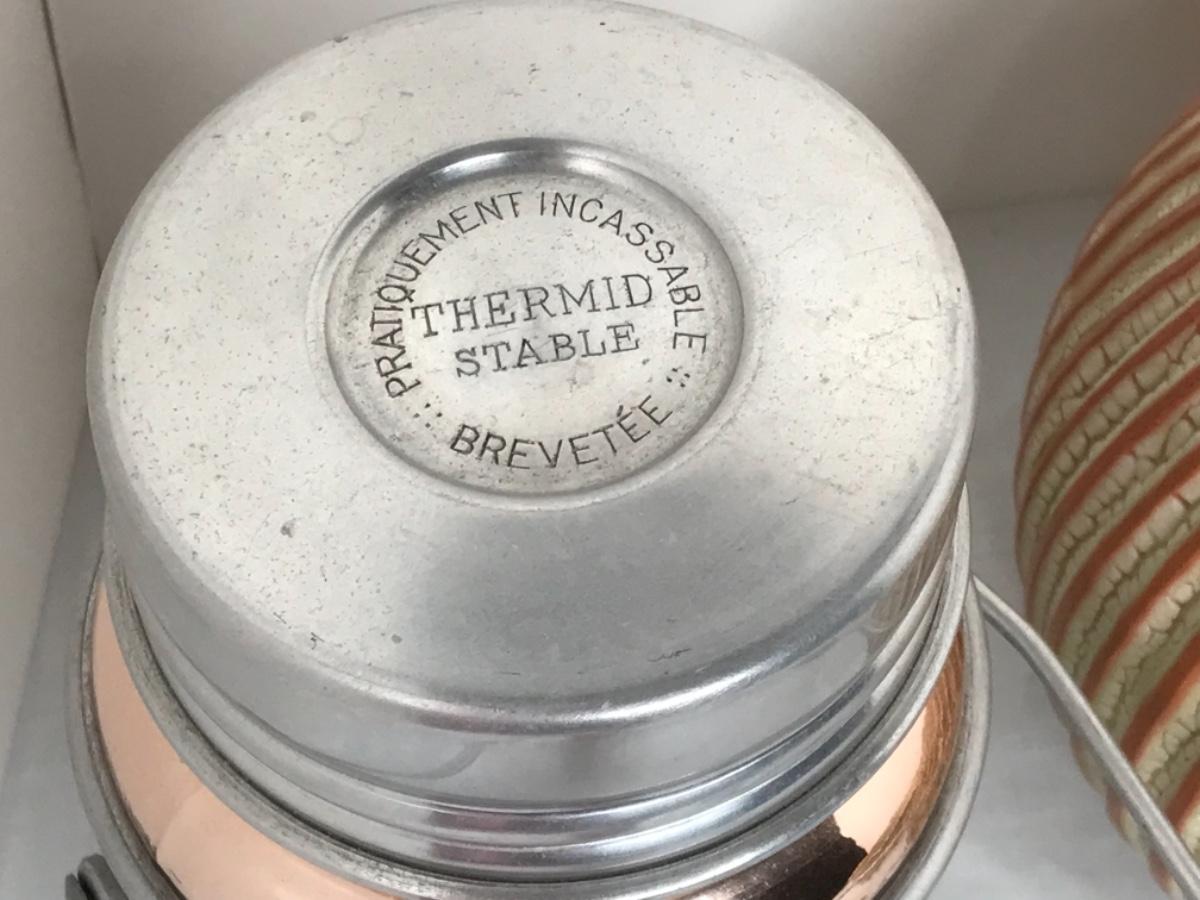 PRATIQUEMENT INCASSABLE
THERMID
STABLE
BREVETÉE